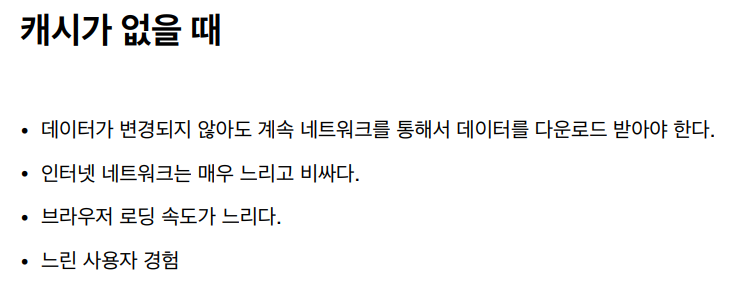 캐시가 없을 때
• 데이터가 변경되지 않아도 계속 네트워크를 통해서 데이터를 다운로드 받아야 한다.
• 인터넷 네트워크는 매우 느리고 비싸다.
• 브라우저 로딩 속도가 느리다.
• 느린 사용자 경험